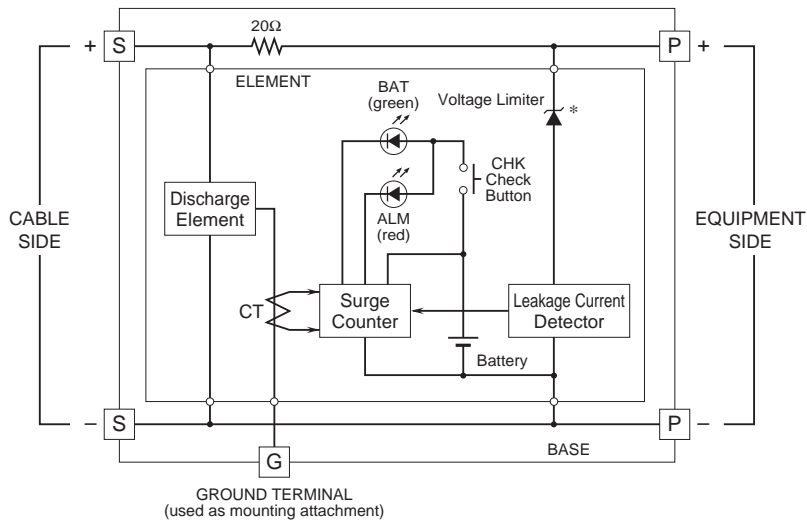 20Ω
+ S P +
ELEMENT
BAT
(green)
Voltage Limiter *
CHK
Check
Button
Discharge
Element
ALM
(red)
CABLE
SIDE
EQUIPMENT
SIDE
CT
Surge
Counter
Leakage Current
Detector
Battery
– S P –
BASE
G
GROUND TERMINAL
(used as mounting attachment)